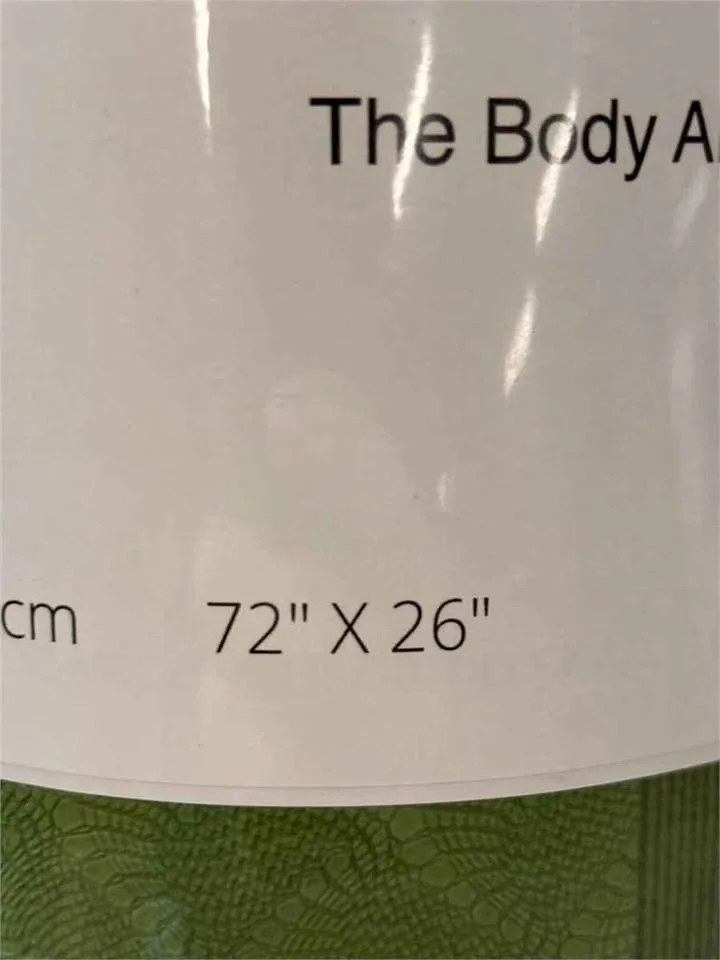 The Body
cm 72" X 26"